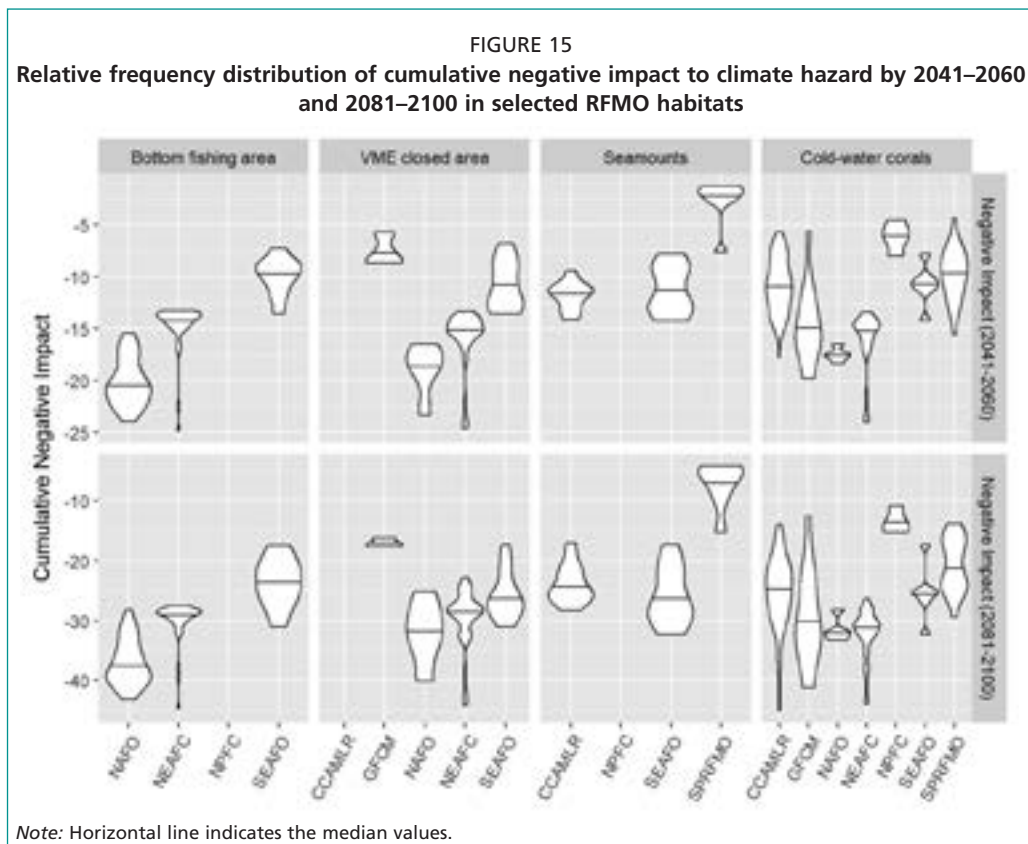 FIGURE 15
Relative frequency distribution of cumulative negative impact to climate hazard by 2041–2060
and 2081–2100 in selected RFMO habitats
Bottom fishing area
VME closed area
Seamounts
Cold-water corals
Cumulative Negative Impact
-5
-10
-15
-20
-25
Negative Impact (2041-2060)
-10
-20
-30
-40
Negative Impact (2081-2100)
NAFO
NEAFC
NPFC
SEAFO
CCAMLR
GFCM
NAFO
NEAFC
SEAFO
CCAMLR
NPFC
SEAFO
SPRFMO
CCAMLR
GFCM
NAFO
NEAFC
NPFC
SEAFO
SPRFMO
Note: Horizontal line indicates the median values.